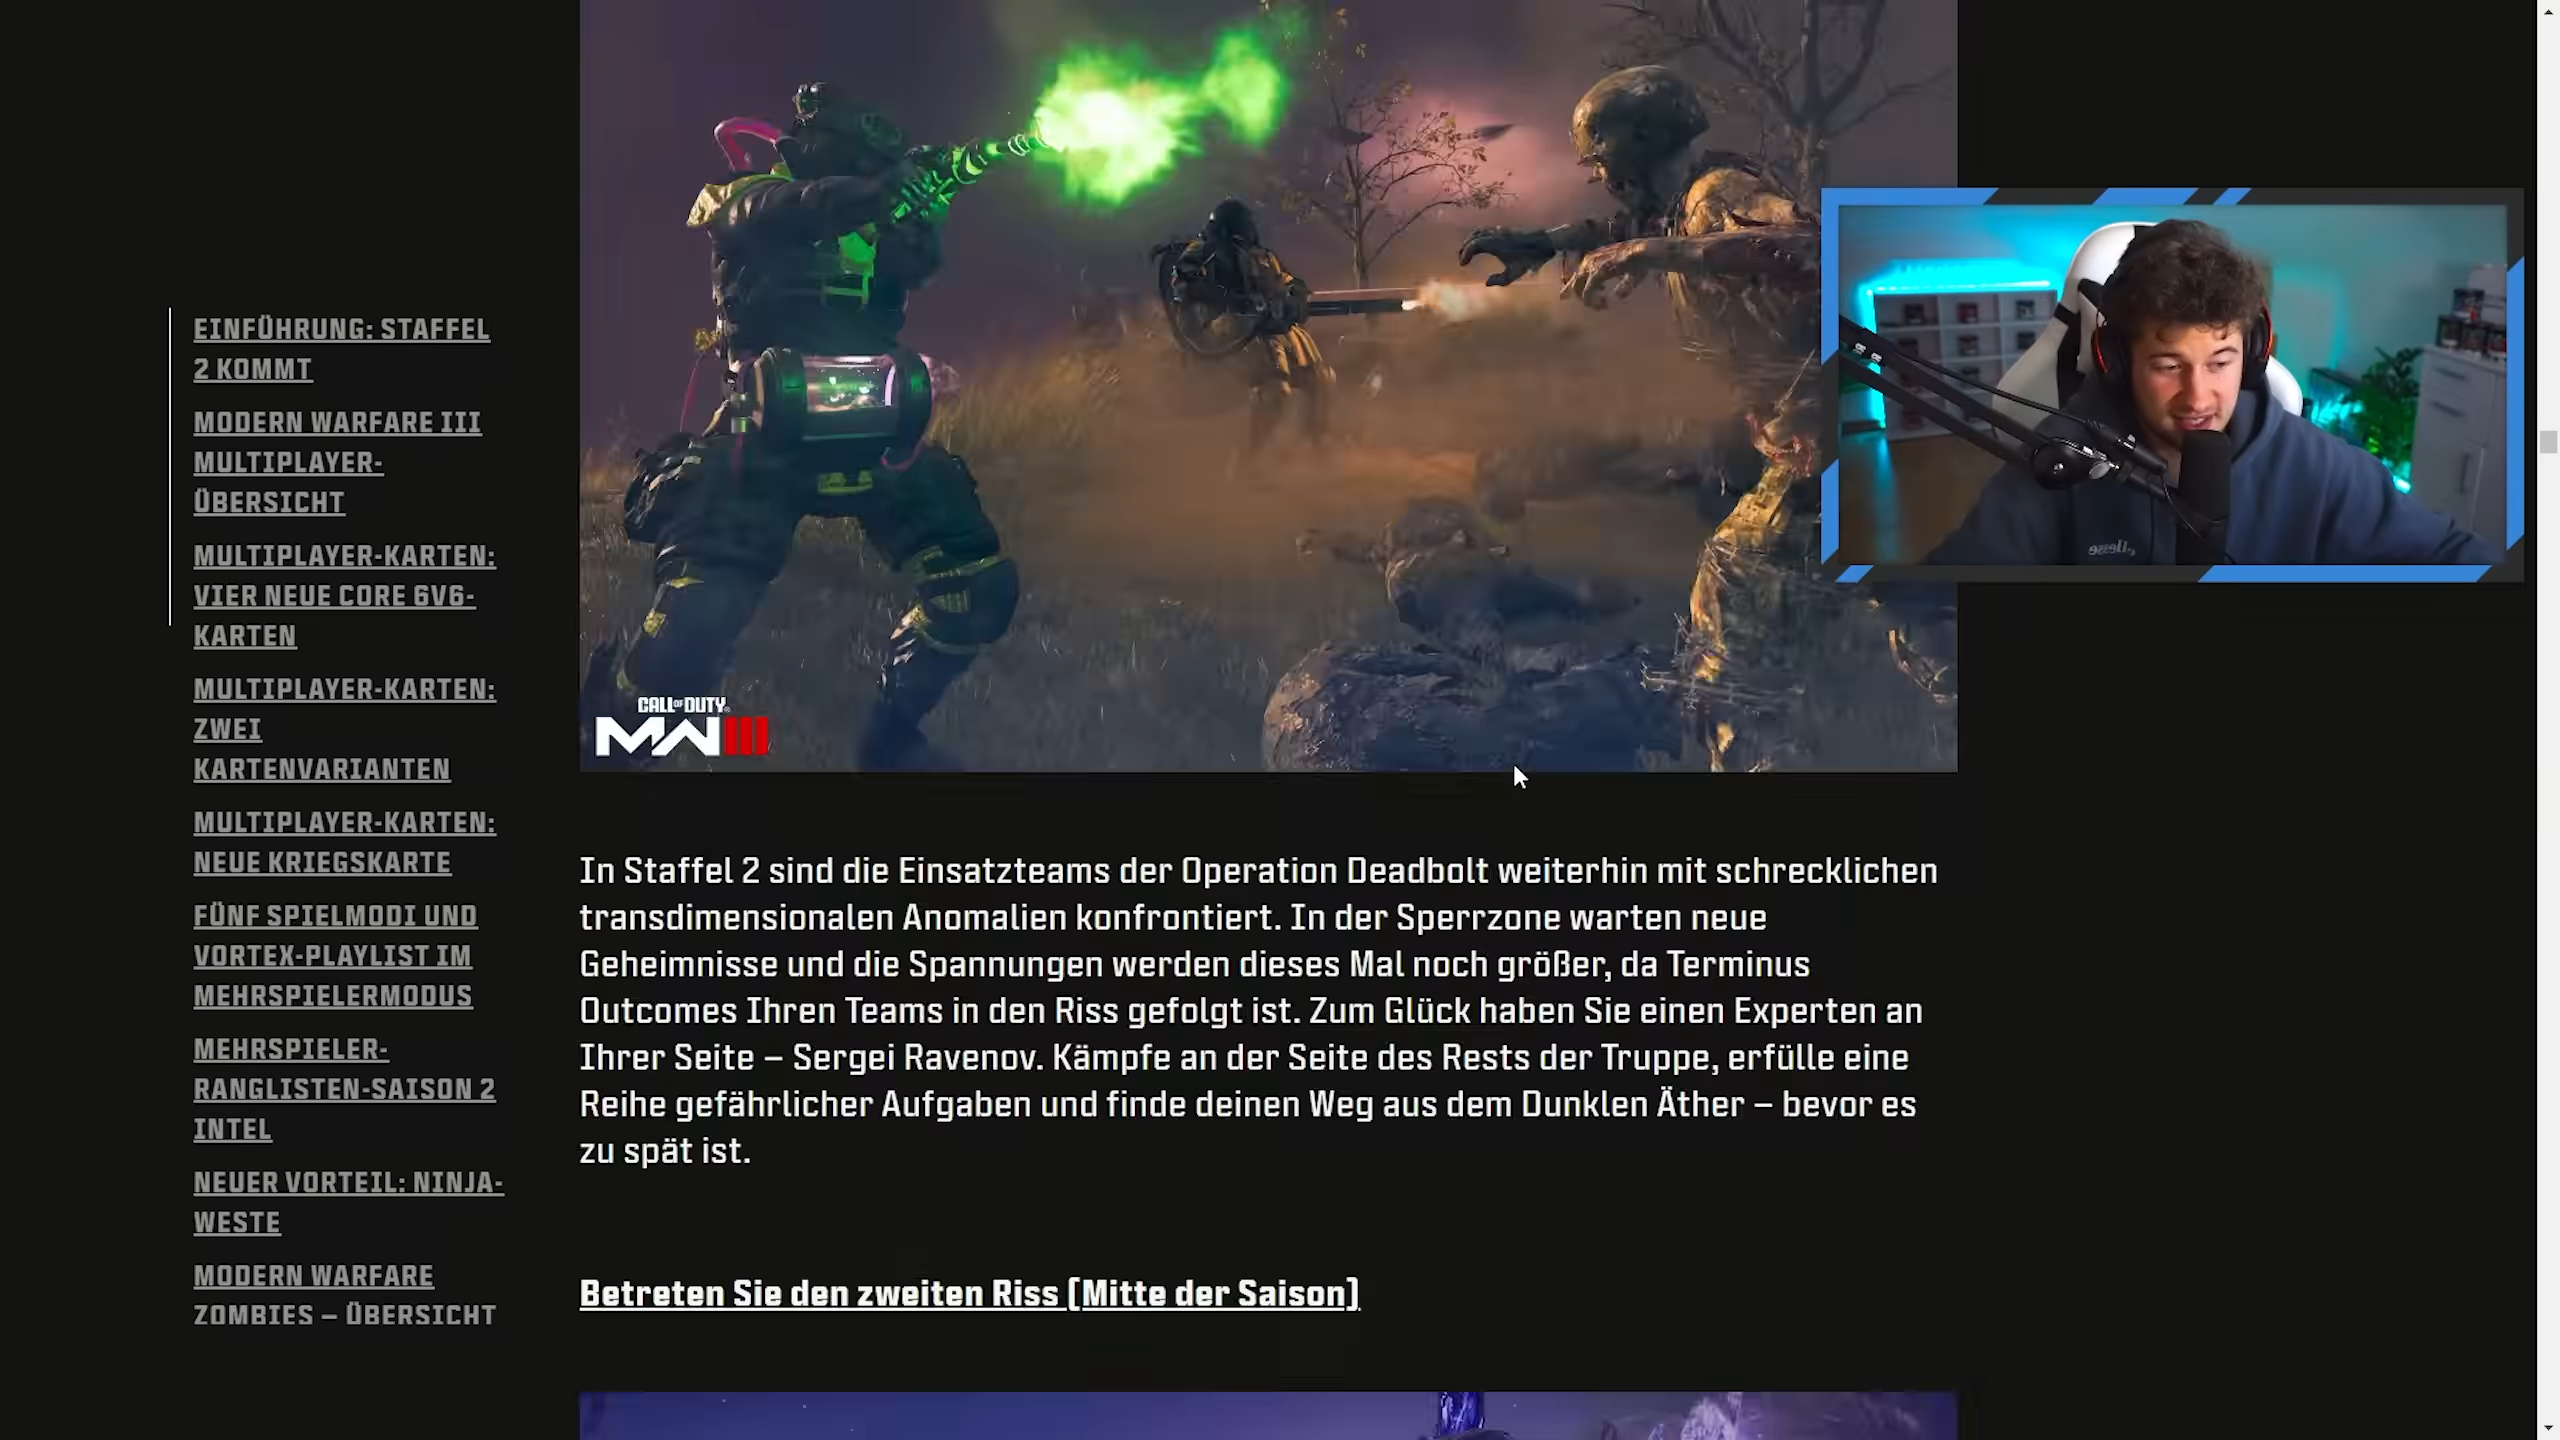 EINFÜHRUNG: STAFFEL
2 KOMMT
MODERN WARFARE III
MULTIPLAYER-
ÜBERSICHT
MULTIPLAYER-KARTEN:
VIER NEUE CORE 6V6-
KARTEN
MULTIPLAYER-KARTEN:
ZWEI
KARTENVARIANTEN
MULTIPLAYER-KARTEN:
NEUE KRIEGSKARTE
FÜNF SPIELMODI UND
VORTEX-PLAYLIST IM
MEHRSPIELERMODUS
MEHRSPIELER-
RANGLISTEN-SAISON 2
INTEL
NEUER VORTEIL: NINJA-
WESTE
MODERN WARFARE
ZOMBIES – ÜBERSICHT
CALL OF DUTY
MWIII
ellesse
In Staffel 2 sind die Einsatzteams der Operation Deadbolt weiterhin mit schrecklichen
transdimensionalen Anomalien konfrontiert. In der Sperrzone warten neue
Geheimnisse und die Spannungen werden dieses Mal noch größer, da Terminus
Outcomes Ihren Teams in den Riss gefolgt ist. Zum Glück haben Sie einen Experten an
Ihrer Seite – Sergei Ravenov. Kämpfe an der Seite des Rests der Truppe, erfülle eine
Reihe gefährlicher Aufgaben und finde deinen Weg aus dem Dunklen Äther – bevor es
zu spät ist.
Betreten Sie den zweiten Riss (Mitte der Saison)